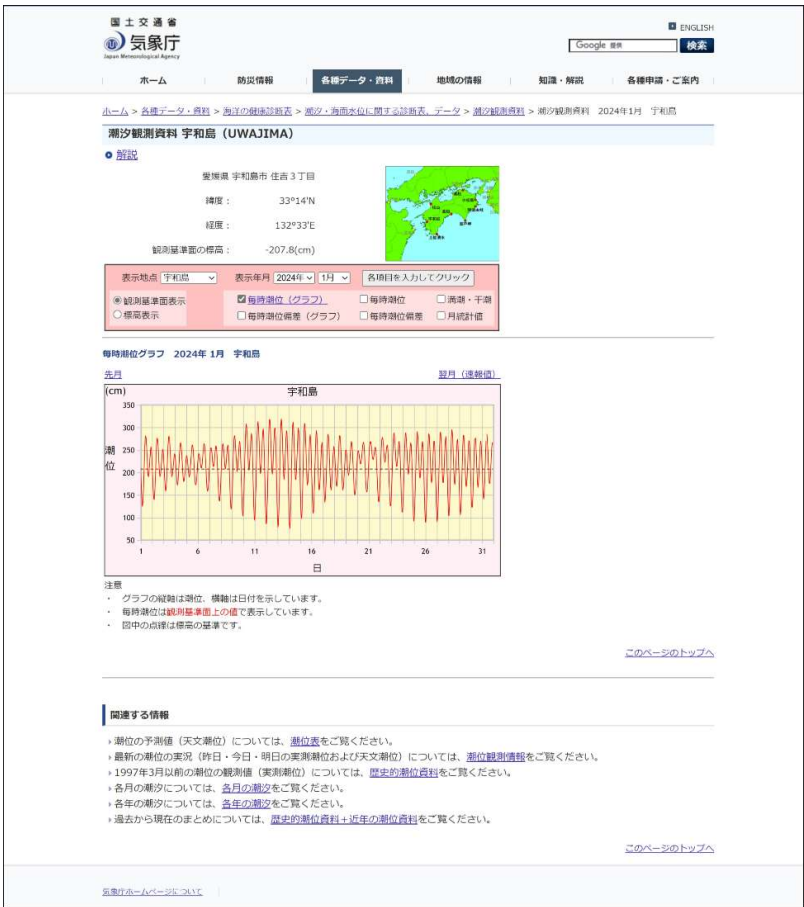 国土交通省
気象庁
Japan Meteorological Agency
ENGLISH
Google 提供 検索
ホーム 防災情報 各種データ・資料 地域の情報 知識・解説 各種申請・ご案内
ホーム > 各種データ・資料 > 海洋の健康診断表 > 潮汐・海面水位に関する診断表、データ > 潮汐観測資料 > 潮汐観測資料 2024年1月 宇和島
潮汐観測資料 宇和島（UWAJIMA）
解説
愛媛県 宇和島市 住吉３丁目
緯度： 33°14'N
経度： 132°33'E
観測基準面の標高： -207.8(cm)
表示地点 宇和島 表示年月 2024年 1月 各項目を入力してクリック
観測基準面表示 毎時潮位（グラフ） 毎時潮位 満潮・干潮
標高表示 毎時潮位偏差（グラフ） 毎時潮位偏差 月統計値
毎時潮位グラフ 2024年 1月 宇和島
先月 翌月（速報値）
(cm) 宇和島
350
300
潮位
250
200
150
100
50
1 6 11 16 21 26 31
日
注意
・ グラフの縦軸は潮位、横軸は日付を示しています。
・ 毎時潮位は観測基準面上の値で表示しています。
・ 図中の点線は標高の基準です。
このページのトップへ
関連する情報
潮位の予測値（天文潮位）については、潮位表をご覧ください。
最新の潮位の実況（昨日・今日・明日の実測潮位および天文潮位）については、潮位観測情報をご覧ください。
1997年3月以前の潮位の観測値（実測潮位）については、歴史的潮位資料をご覧ください。
各月の潮汐については、各月の潮汐をご覧ください。
各年の潮汐については、各年の潮汐をご覧ください。
過去から現在のまとめについては、歴史的潮位資料＋近年の潮位資料をご覧ください。
このページのトップへ
気象庁ホームページについて